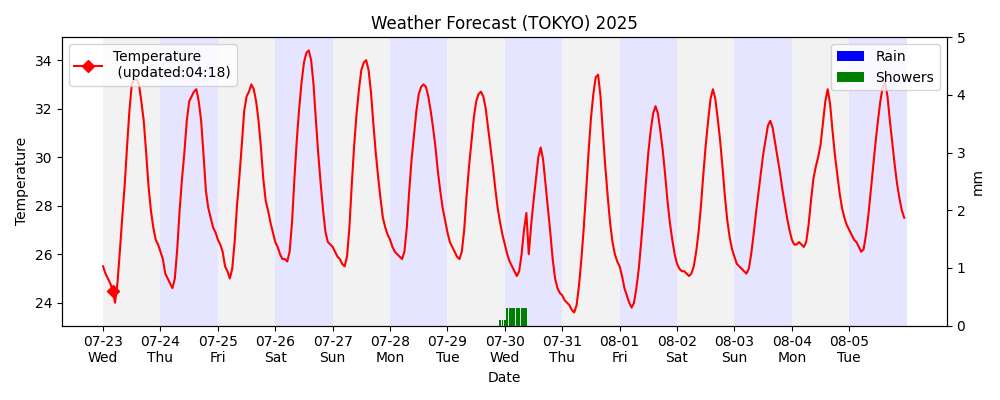 Weather Forecast (TOKYO) 2025
Temperature
(updated:04:18)
Rain
Showers
Temperature
34
32
30
28
26
24
5
4
3
2
1
0
mm
07-23 07-24 07-25 07-26 07-27 07-28 07-29 07-30 07-31 08-01 08-02 08-03 08-04 08-05
Wed Thu Fri Sat Sun Mon Tue Wed Thu Fri Sat Sun Mon Tue
Date